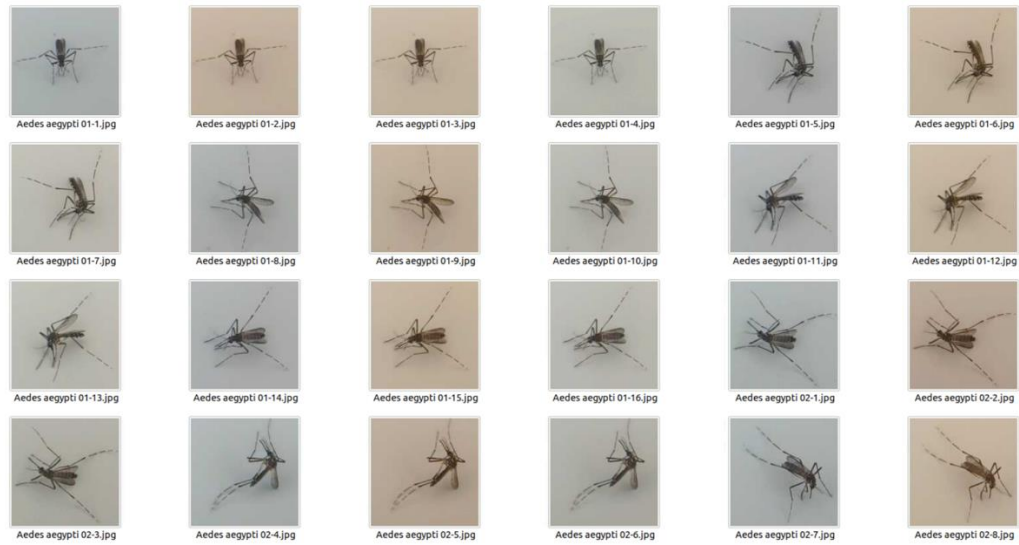 Aedes aegypti 01-1.jpg Aedes aegypti 01-2.jpg Aedes aegypti 01-3.jpg Aedes aegypti 01-4.jpg Aedes aegypti 01-5.jpg Aedes aegypti 01-6.jpg
Aedes aegypti 01-7.jpg Aedes aegypti 01-8.jpg Aedes aegypti 01-9.jpg Aedes aegypti 01-10.jpg Aedes aegypti 01-11.jpg Aedes aegypti 01-12.jpg
Aedes aegypti 01-13.jpg Aedes aegypti 01-14.jpg Aedes aegypti 01-15.jpg Aedes aegypti 01-16.jpg Aedes aegypti 02-1.jpg Aedes aegypti 02-2.jpg
Aedes aegypti 02-3.jpg Aedes aegypti 02-4.jpg Aedes aegypti 02-5.jpg Aedes aegypti 02-6.jpg Aedes aegypti 02-7.jpg Aedes aegypti 02-8.jpg